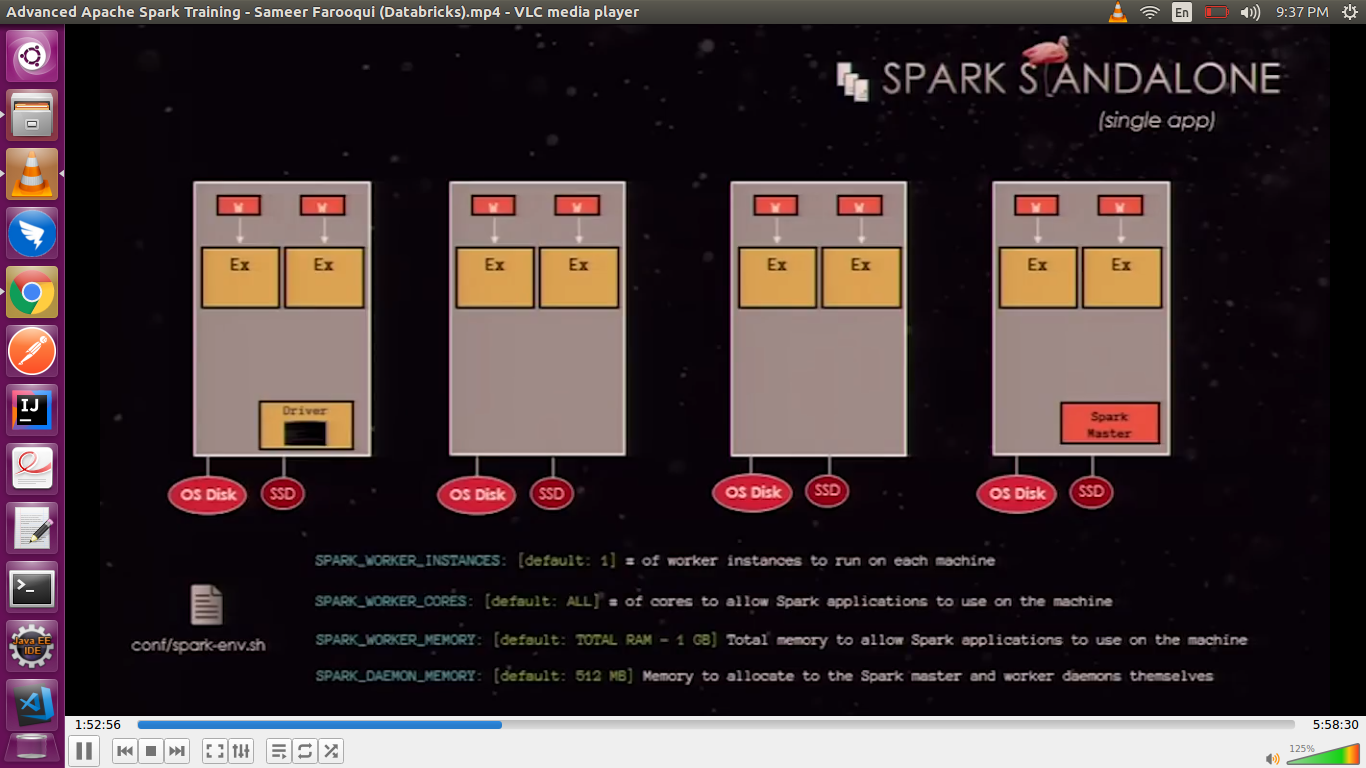 Advanced Apache Spark Training - Sameer Farooqui (Databricks).mp4 - VLC media player
En
9:37 PM
SPARK STANDALONE
(single app)
W W W W W W W W
Ex Ex Ex Ex Ex Ex Ex Ex
Driver
Spark
Master
OS Disk SSD OS Disk SSD OS Disk SSD OS Disk SSD
SPARK_WORKER_INSTANCES: [default: 1] # of worker instances to run on each machine
SPARK_WORKER_CORES: [default: ALL] # of cores to allow Spark applications to use on the machine
conf/spark-env.sh
SPARK_WORKER_MEMORY: [default: TOTAL RAM – 1 GB] Total memory to allow Spark applications to use on the machine
SPARK_DAEMON_MEMORY: [default: 512 MB] Memory to allocate to the Spark master and worker daemons themselves
IJ
>_
Java EE
IDE
1:52:56
5:58:30
125%